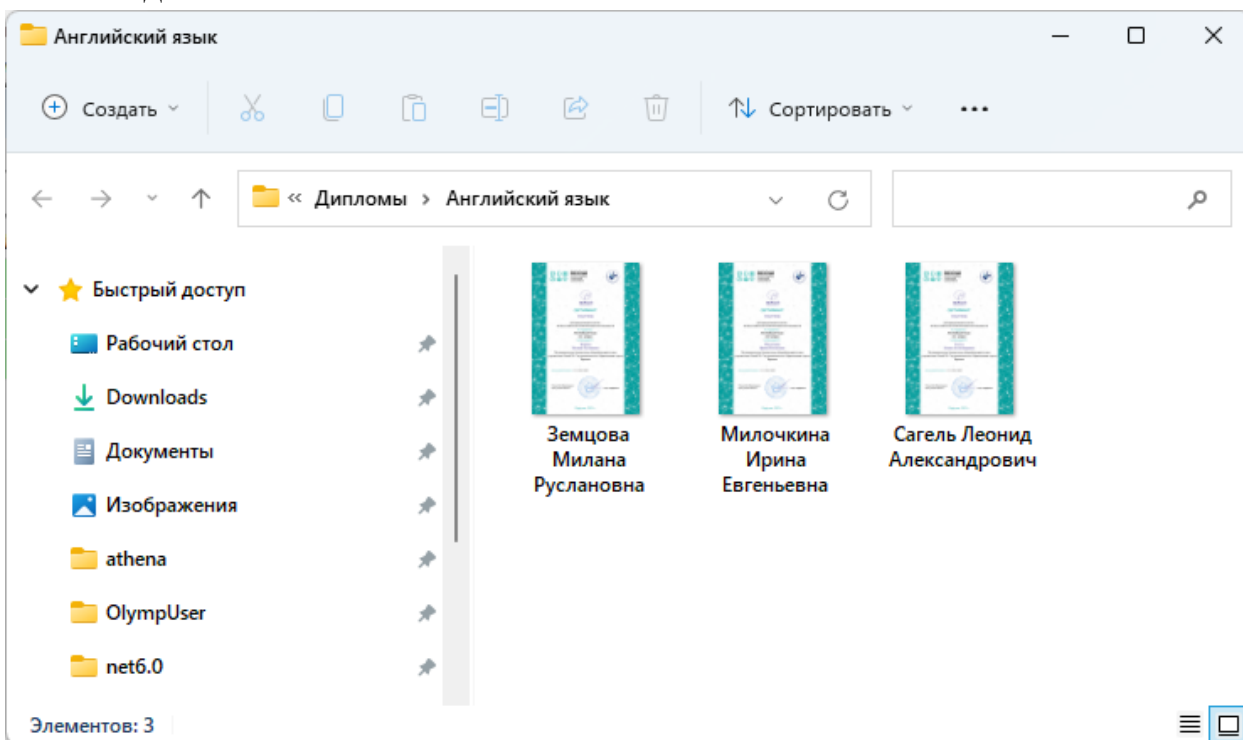 Английский язык
Создать
Сортировать
« Дипломы > Английский язык
Быстрый доступ
Рабочий стол
Downloads
Документы
Изображения
athena
OlympUser
net6.0
Земцова
Милана
Руслановна
Милочкина
Ирина
Евгеньевна
Сагель Леонид
Александрович
Элементов: 3